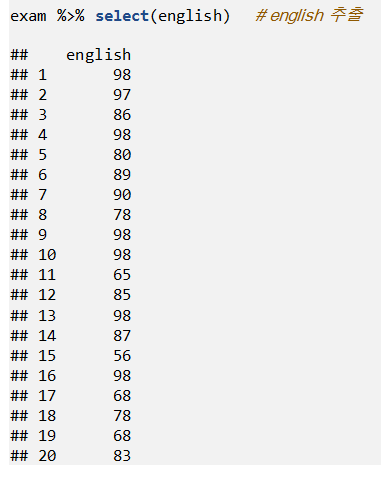 exam %>% select(english) # english 추출
## english
## 1 98
## 2 97
## 3 86
## 4 98
## 5 80
## 6 89
## 7 90
## 8 78
## 9 98
## 10 98
## 11 65
## 12 85
## 13 98
## 14 87
## 15 56
## 16 98
## 17 68
## 18 78
## 19 68
## 20 83